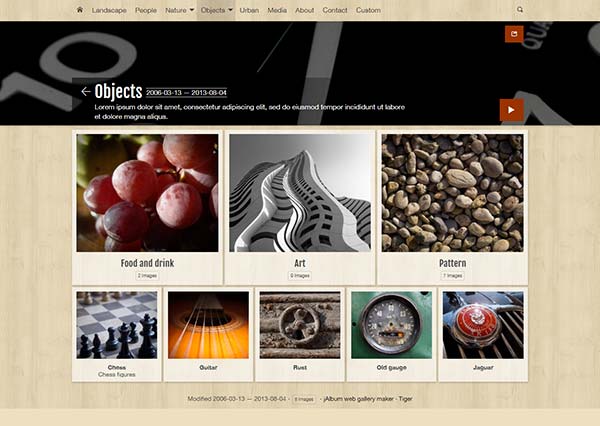 Landscape People Nature Objects Urban Media About Contact Custom
10
QUA
Objects 2006-03-13 — 2013-08-04
Lorem ipsum dolor sit amet, consectetur adipiscing elit, sed do eiusmod tempor incididunt ut labore
et dolore magna aliqua.
Food and drink Art Pattern
2 images 9 images 7 images
Chess Guitar Rust Old gauge Jaguar
Chess figures
Modified 2006-03-13 — 2013-08-04 · 5 images · jAlbum web gallery maker · Tiger